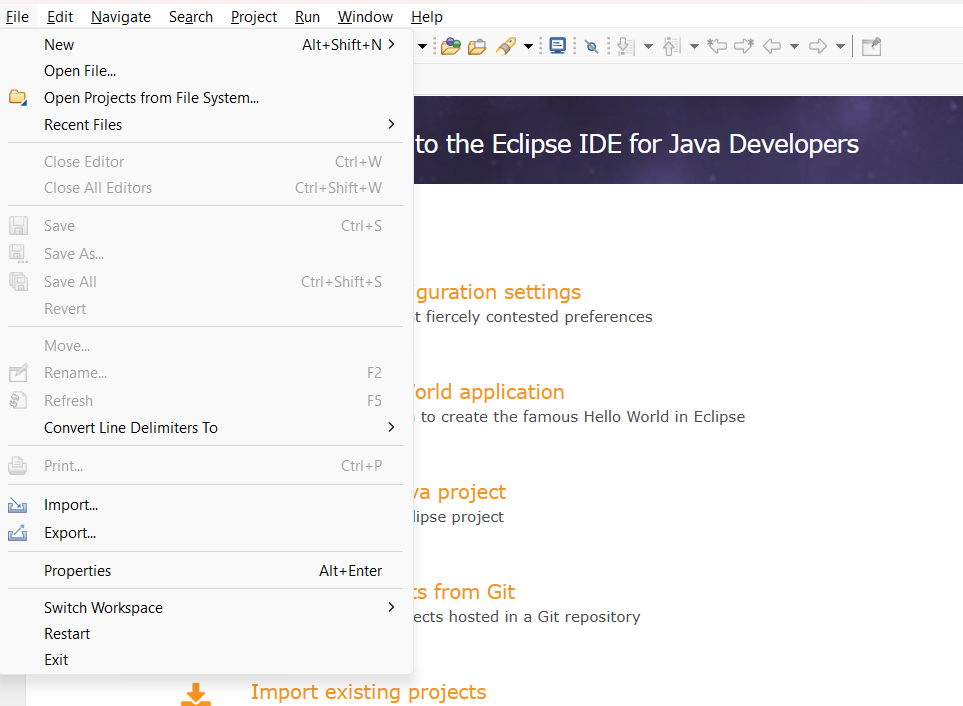 File Edit Navigate Search Project Run Window Help
New Alt+Shift+N
Open File...
Open Projects from File System...
Recent Files
Close Editor Ctrl+W
Close All Editors Ctrl+Shift+W
Save Ctrl+S
Save As...
Save All Ctrl+Shift+S
Revert
Move...
Rename... F2
Refresh F5
Convert Line Delimiters To
Print... Ctrl+P
Import...
Export...
Properties Alt+Enter
Switch Workspace
Restart
Exit
to the Eclipse IDE for Java Developers
guration settings
t fiercely contested preferences
orld application
to create the famous Hello World in Eclipse
va project
lipse project
ts from Git
ects hosted in a Git repository
Import existing projects